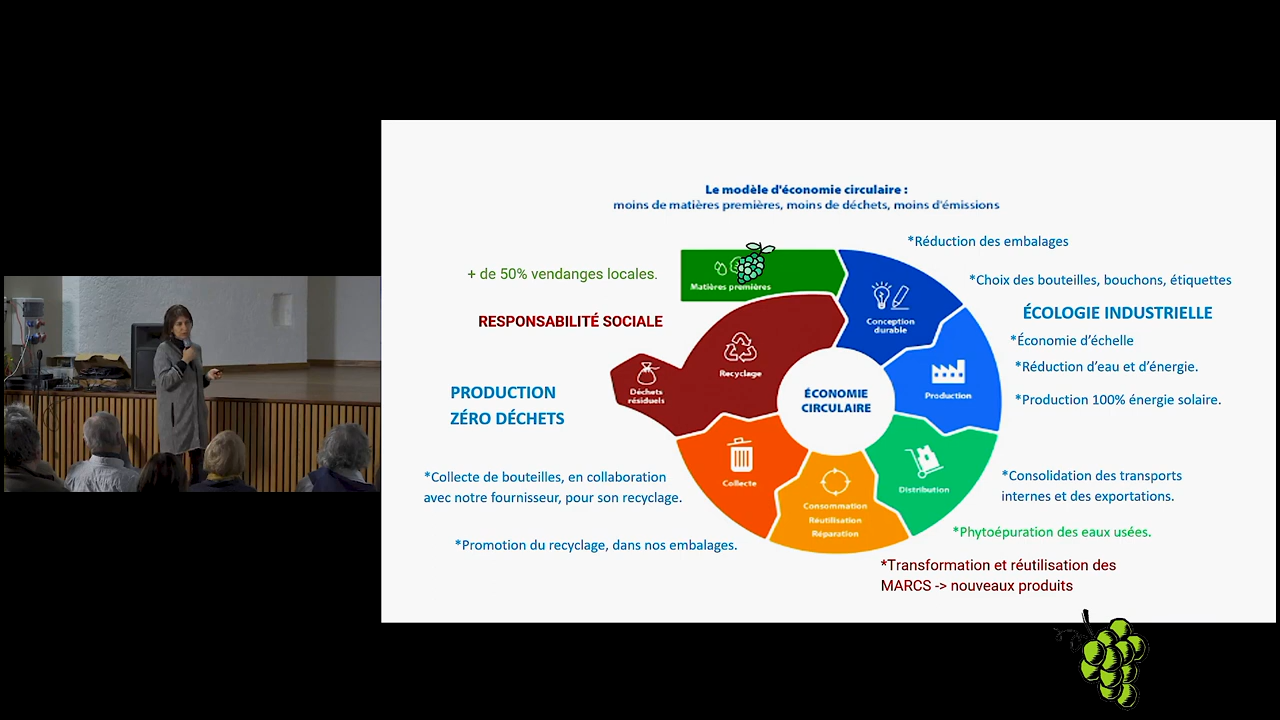 Le modèle d'économie circulaire :
moins de matières premières, moins de déchets, moins d'émissions
*Réduction des embalages
+ de 50% vendanges locales.
*Choix des bouteilles, bouchons, étiquettes
Matières premières
RESPONSABILITÉ SOCIALE
ÉCOLOGIE INDUSTRIELLE
Conception
durable
*Économie d'échelle
*Réduction d'eau et d'énergie.
Recyclage
Déchets
résiduels
PRODUCTION
ZÉRO DÉCHETS
ÉCONOMIE
CIRCULAIRE
Production
*Production 100% énergie solaire.
*Collecte de bouteilles, en collaboration
avec notre fournisseur, pour son recyclage.
Collecte
Distribution
*Consolidation des transports
internes et des exportations.
Consommation
Réutilisation
Réparation
*Phytoépuration des eaux usées.
*Promotion du recyclage, dans nos embalages.
*Transformation et réutilisation des
MARCS -> nouveaux produits